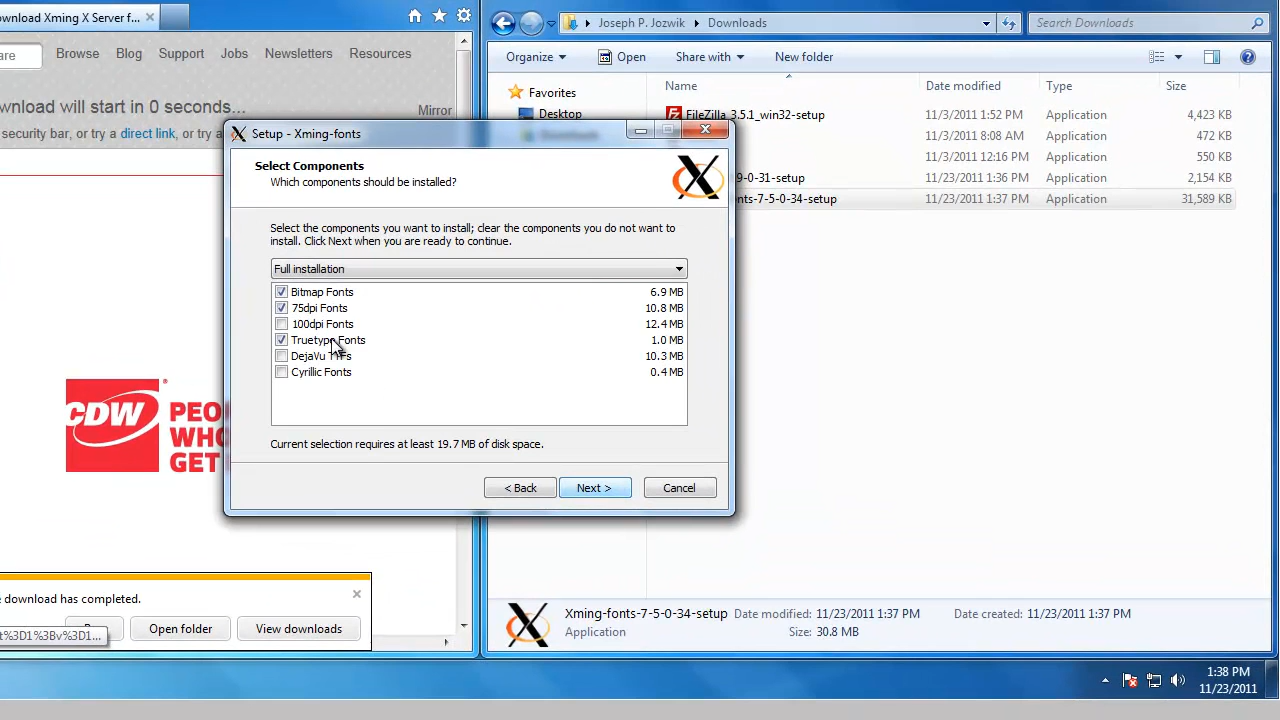 ownload Xming X Server f...
are
Browse
Blog
Support
Jobs
Newsletters
Resources
wnload will start in 0 seconds...
Mirror
security bar, or try a direct link, or try a
CDW
PEO
WHO
GET
e download has completed.
t%3D1%3Bv%3D1...
Open folder
View downloads
Joseph P. Jozwik
Downloads
Search Downloads
Organize
Open
Share with
New folder
Favorites
Desktop
Downloads
Name
Date modified
Type
Size
FileZilla_3.5.1_win32-setup
11/3/2011 1:52 PM
Application
4,423 KB
11/3/2011 8:08 AM
Application
472 KB
11/3/2011 12:16 PM
Application
550 KB
9-0-31-setup
11/23/2011 1:36 PM
Application
2,154 KB
nts-7-5-0-34-setup
11/23/2011 1:37 PM
Application
31,589 KB
Setup - Xming-fonts
Select Components
Which components should be installed?
Select the components you want to install; clear the components you do not want to
install. Click Next when you are ready to continue.
Full installation
Bitmap Fonts 6.9 MB
75dpi Fonts 10.8 MB
100dpi Fonts 12.4 MB
Truetype Fonts 1.0 MB
DejaVu TTFs 10.3 MB
Cyrillic Fonts 0.4 MB
Current selection requires at least 19.7 MB of disk space.
< Back
Next >
Cancel
Xming-fonts-7-5-0-34-setup
Date modified: 11/23/2011 1:37 PM
Date created: 11/23/2011 1:37 PM
Application
Size: 30.8 MB
1:38 PM
11/23/2011